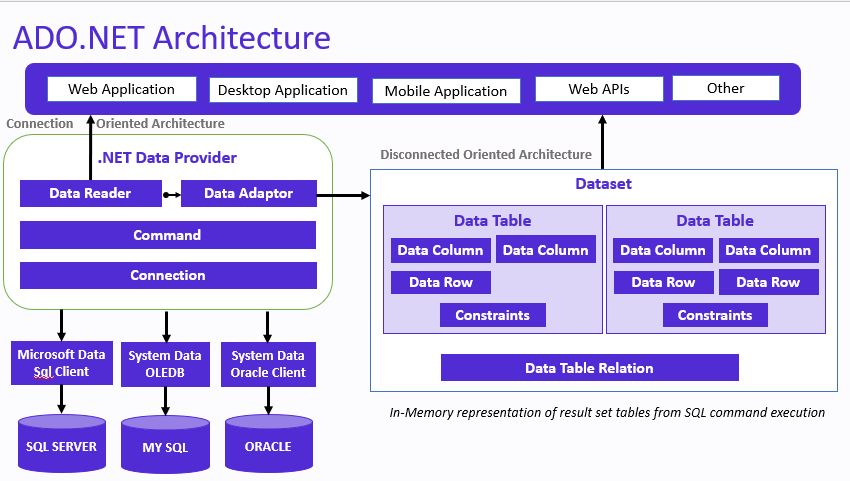 ADO.NET Architecture
Web Application
Desktop Application
Mobile Application
Web APIs
Other
Connection Oriented Architecture
.NET Data Provider
Data Reader
Data Adaptor
Command
Connection
Microsoft Data
Sql Client
System Data
OLEDB
System Data
Oracle Client
SQL SERVER
MY SQL
ORACLE
Disconnected Oriented Architecture
Dataset
Data Table
Data Column
Data Column
Data Row
Constraints
Data Table
Data Column
Data Column
Data Row
Data Row
Constraints
Data Table Relation
In-Memory representation of result set tables from SQL command execution